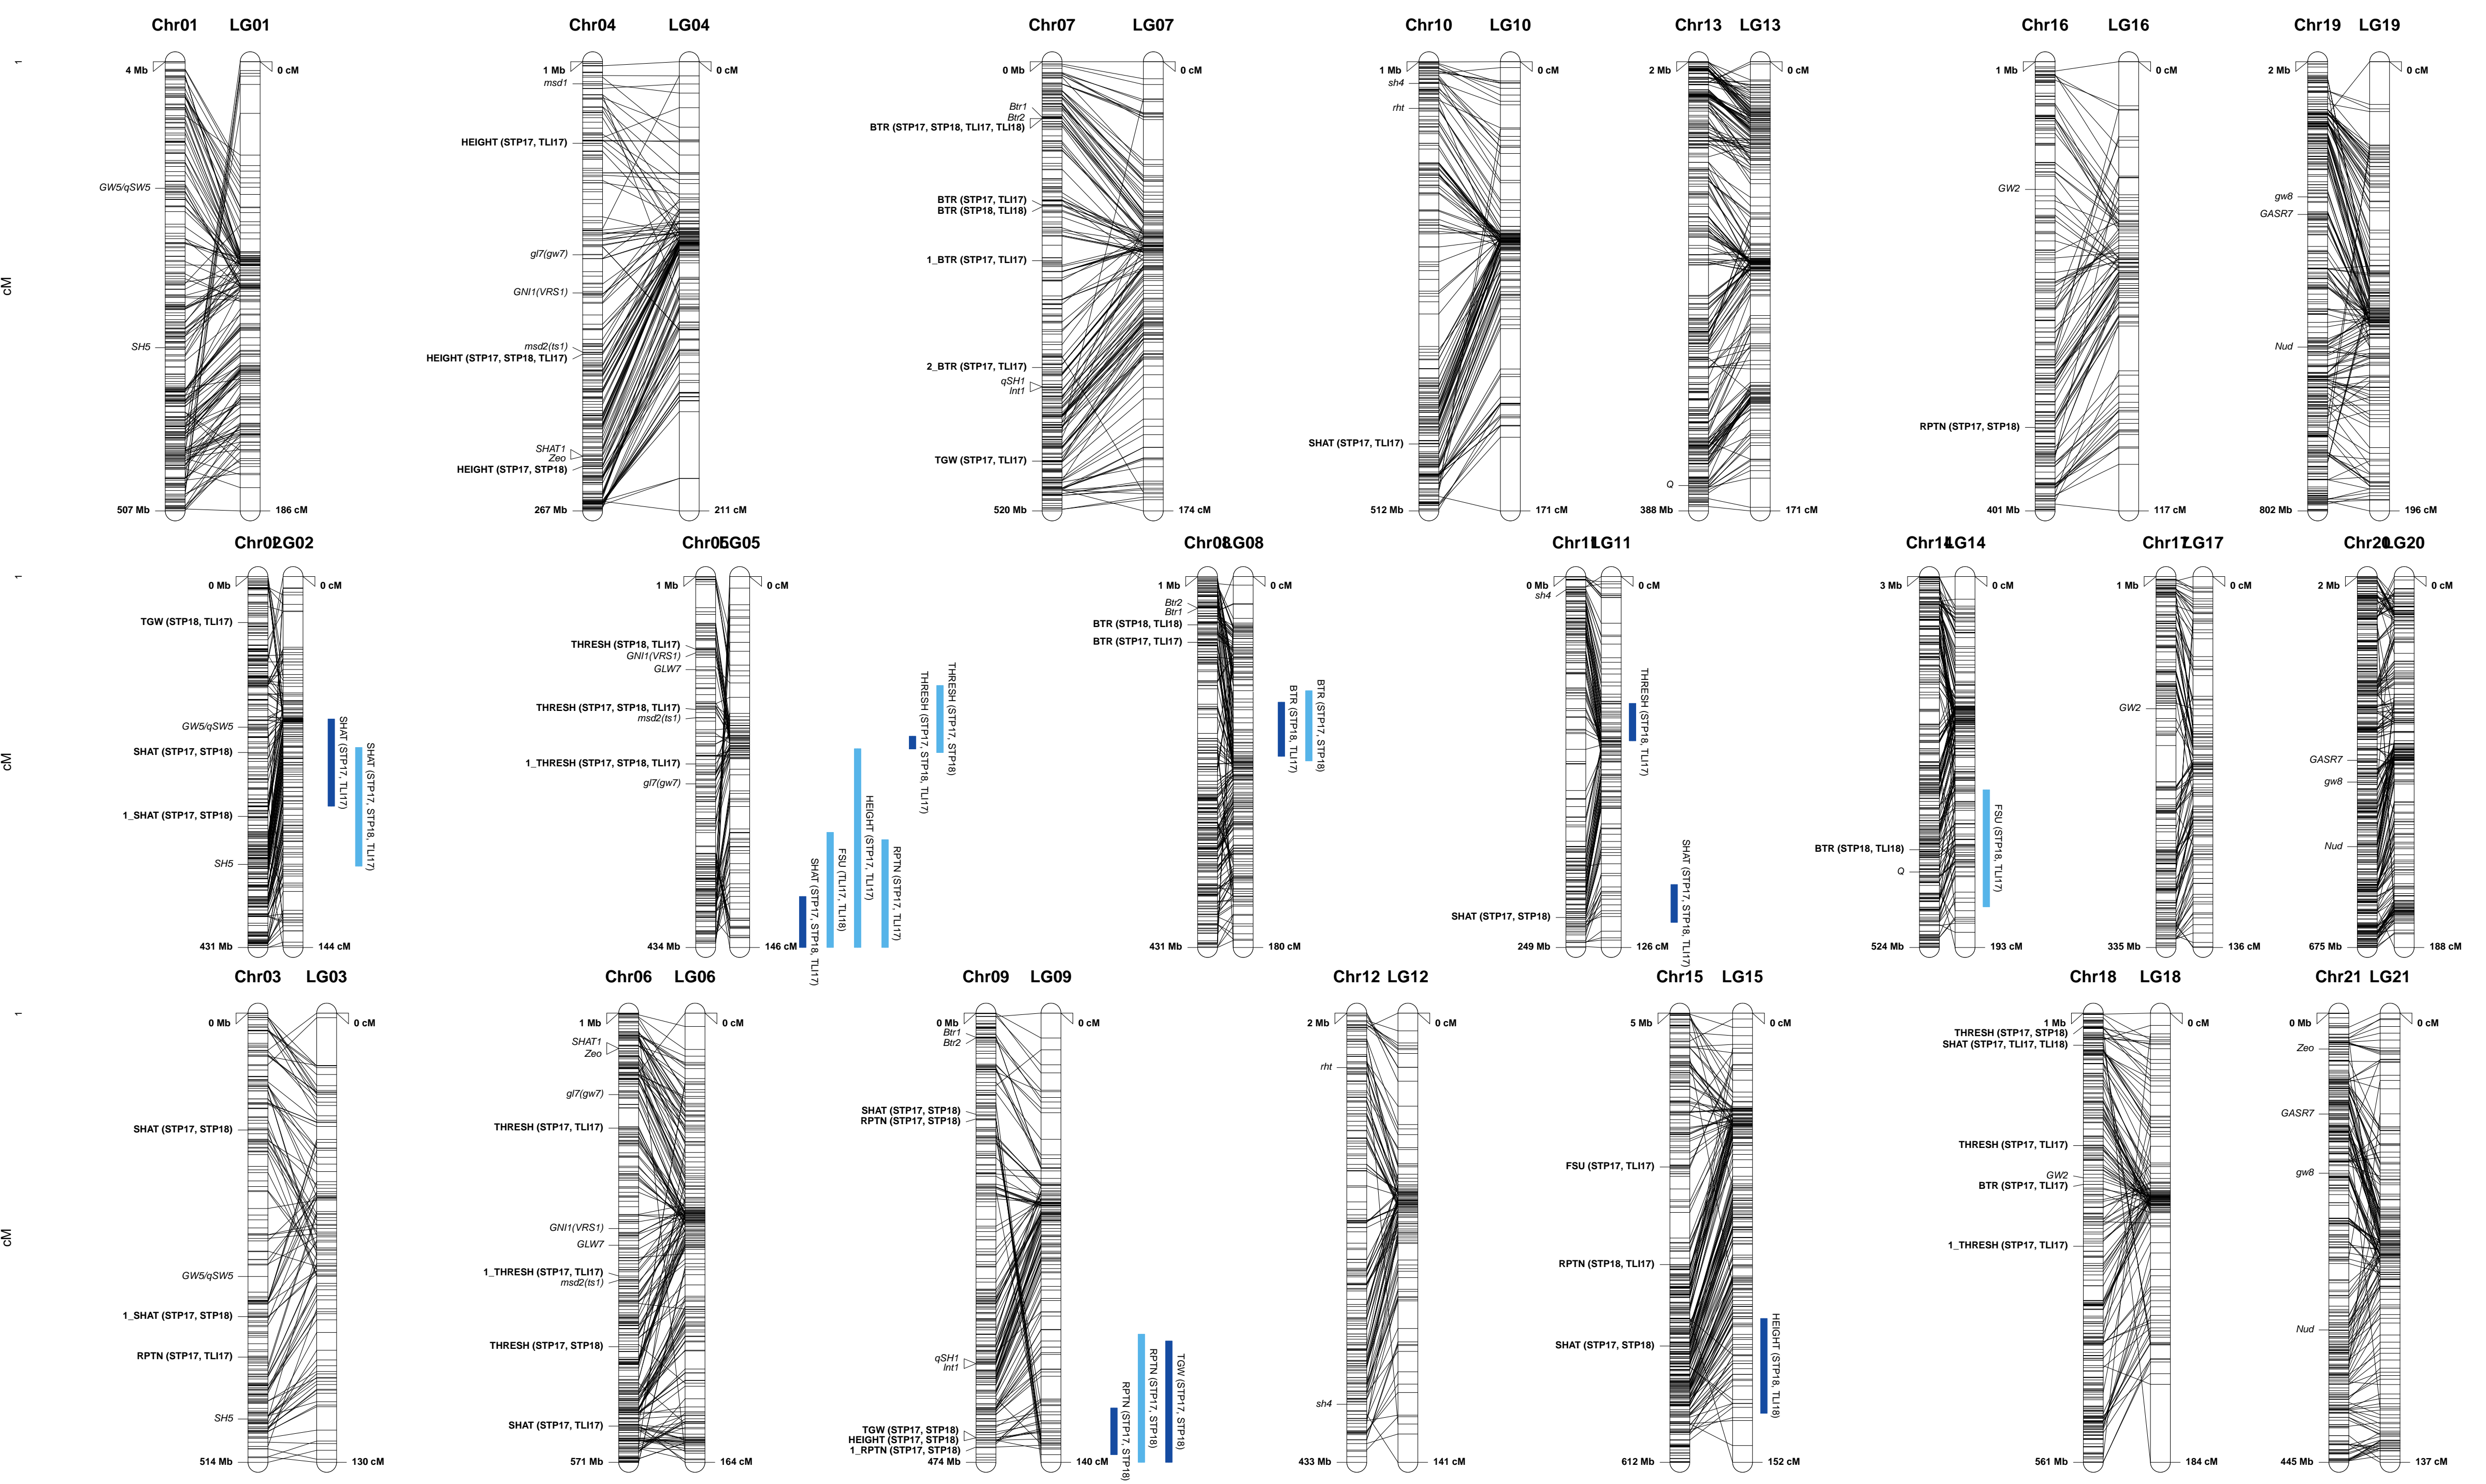 Chr01 LG01
4 Mb 0 cM
GW5/qSW5
SH5
507 Mb 186 cM
Chr04 LG04
1 Mb 0 cM
msd1
HEIGHT (STP17, TLI17)
gl7(gw7)
GNI1(VRS1)
msd2(ts1)
HEIGHT (STP17, STP18, TLI17)
SHAT1
Zeo
HEIGHT (STP17, STP18)
267 Mb 211 cM
Chr07 LG07
0 Mb 0 cM
Btr1
Btr2
BTR (STP17, STP18, TLI17, TLI18)
BTR (STP17, TLI17)
BTR (STP18, TLI18)
1_BTR (STP17, TLI17)
2_BTR (STP17, TLI17)
qSH1
Int1
TGW (STP17, TLI17)
520 Mb 174 cM
Chr10 LG10
1 Mb 0 cM
sh4
rht
SHAT (STP17, TLI17)
512 Mb 171 cM
Chr13 LG13
2 Mb 0 cM
Q
388 Mb 171 cM
Chr16 LG16
1 Mb 0 cM
GW2
RPTN (STP17, STP18)
401 Mb 117 cM
Chr19 LG19
2 Mb 0 cM
gw8
GASR7
Nud
802 Mb 196 cM
1
cM
Chr02 LG02
0 Mb 0 cM
TGW (STP18, TLI17)
GW5/qSW5
SHAT (STP17, STP18)
1_SHAT (STP17, STP18)
SH5
431 Mb 144 cM
SHAT (STP17, TLI17)
SHAT (STP17, STP18, TLI17)
Chr05 LG05
1 Mb 0 cM
THRESH (STP18, TLI17)
GNI1(VRS1)
GLW7
THRESH (STP17, STP18, TLI17)
msd2(ts1)
1_THRESH (STP17, STP18, TLI17)
gl7(gw7)
434 Mb 146 cM
SHAT (STP17, STP18, TLI17)
FSU (TLI17, TLI18)
HEIGHT (STP17, TLI17)
RPTN (STP17, TLI17)
THRESH (STP17, STP18, TLI17)
THRESH (STP17, STP18)
Chr08 LG08
1 Mb 0 cM
Btr2
Btr1
BTR (STP18, TLI18)
BTR (STP17, TLI17)
431 Mb 180 cM
BTR (STP18, TLI17)
BTR (STP17, STP18)
Chr11 LG11
0 Mb 0 cM
sh4
SHAT (STP17, STP18)
249 Mb 126 cM
THRESH (STP18, TLI17)
SHAT (STP17, STP18, TLI17)
Chr14 LG14
3 Mb 0 cM
BTR (STP18, TLI18)
Q
524 Mb 193 cM
FSU (STP18, TLI17)
Chr17 LG17
1 Mb 0 cM
GW2
335 Mb 136 cM
Chr20 LG20
2 Mb 0 cM
GASR7
gw8
Nud
675 Mb 188 cM
1
cM
Chr03 LG03
0 Mb 0 cM
SHAT (STP17, STP18)
GW5/qSW5
1_SHAT (STP17, STP18)
RPTN (STP17, TLI17)
SH5
514 Mb 130 cM
Chr06 LG06
1 Mb 0 cM
SHAT1
Zeo
gl7(gw7)
THRESH (STP17, TLI17)
GNI1(VRS1)
GLW7
1_THRESH (STP17, TLI17)
msd2(ts1)
THRESH (STP17, STP18)
SHAT (STP17, TLI17)
571 Mb 164 cM
Chr09 LG09
0 Mb 0 cM
Btr1
Btr2
SHAT (STP17, STP18)
RPTN (STP17, STP18)
qSH1
Int1
TGW (STP17, STP18)
HEIGHT (STP17, STP18)
1_RPTN (STP17, STP18)
474 Mb 140 cM
RPTN (STP17, STP18)
RPTN (STP17, STP18)
TGW (STP17, STP18)
Chr12 LG12
2 Mb 0 cM
rht
sh4
433 Mb 141 cM
Chr15 LG15
5 Mb 0 cM
FSU (STP17, TLI17)
RPTN (STP18, TLI17)
SHAT (STP17, STP18)
612 Mb 152 cM
HEIGHT (STP18, TLI18)
Chr18 LG18
1 Mb 0 cM
THRESH (STP17, STP18)
SHAT (STP17, TLI17, TLI18)
THRESH (STP17, TLI17)
GW2
BTR (STP17, TLI17)
1_THRESH (STP17, TLI17)
561 Mb 184 cM
Chr21 LG21
0 Mb 0 cM
Zeo
GASR7
gw8
Nud
445 Mb 137 cM
1
cM